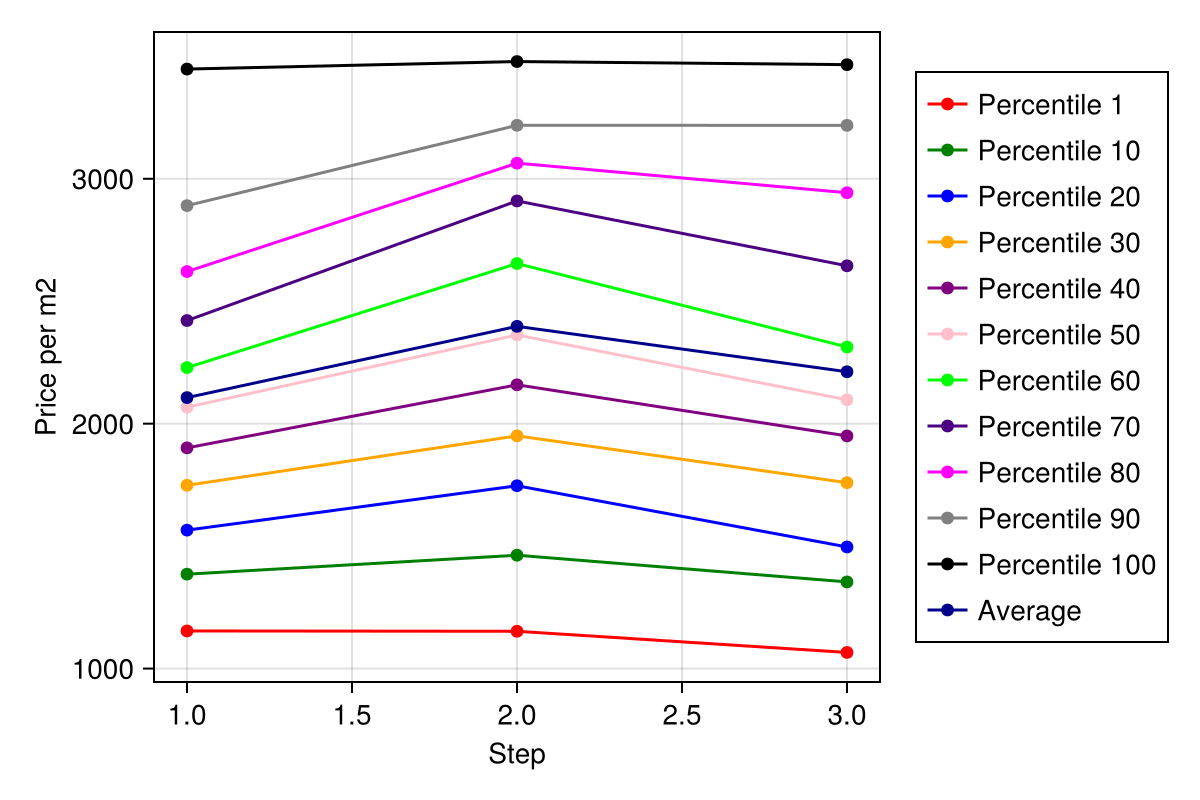 Price per m2
3000
2000
1000
1.0 1.5 2.0 2.5 3.0
Step
Percentile 1
Percentile 10
Percentile 20
Percentile 30
Percentile 40
Percentile 50
Percentile 60
Percentile 70
Percentile 80
Percentile 90
Percentile 100
Average